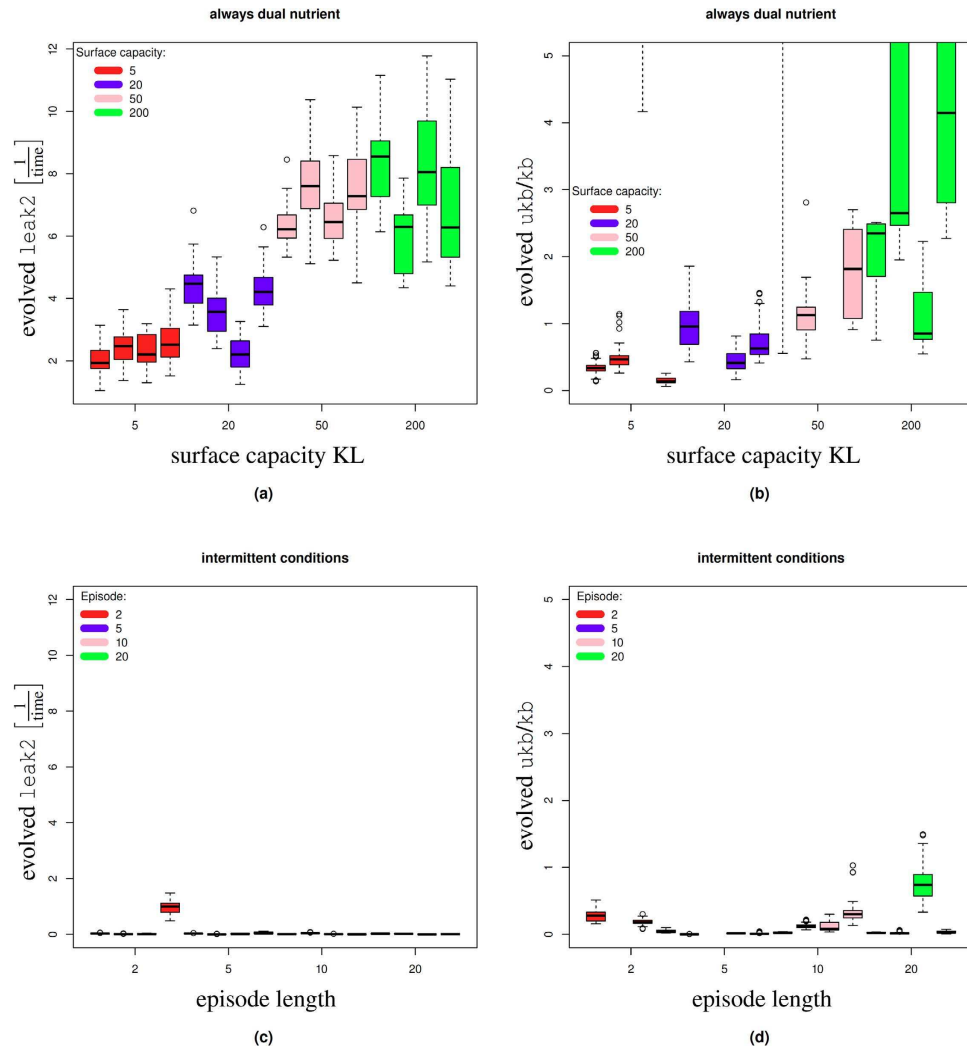 always dual nutrient
Surface capacity:
5
20
50
200
evolved leak2 [1/time]
0 2 4 6 8 10 12
5 20 50 200
surface capacity KL
(a)
always dual nutrient
Surface capacity:
5
20
50
200
evolved ukb/kb
0 1 2 3 4 5
5 20 50 200
surface capacity KL
(b)
intermittent conditions
Episode:
2
5
10
20
evolved leak2 [1/time]
0 2 4 6 8 10 12
2 5 10 20
episode length
(c)
intermittent conditions
Episode:
2
5
10
20
evolved ukb/kb
0 1 2 3 4 5
2 5 10 20
episode length
(d)